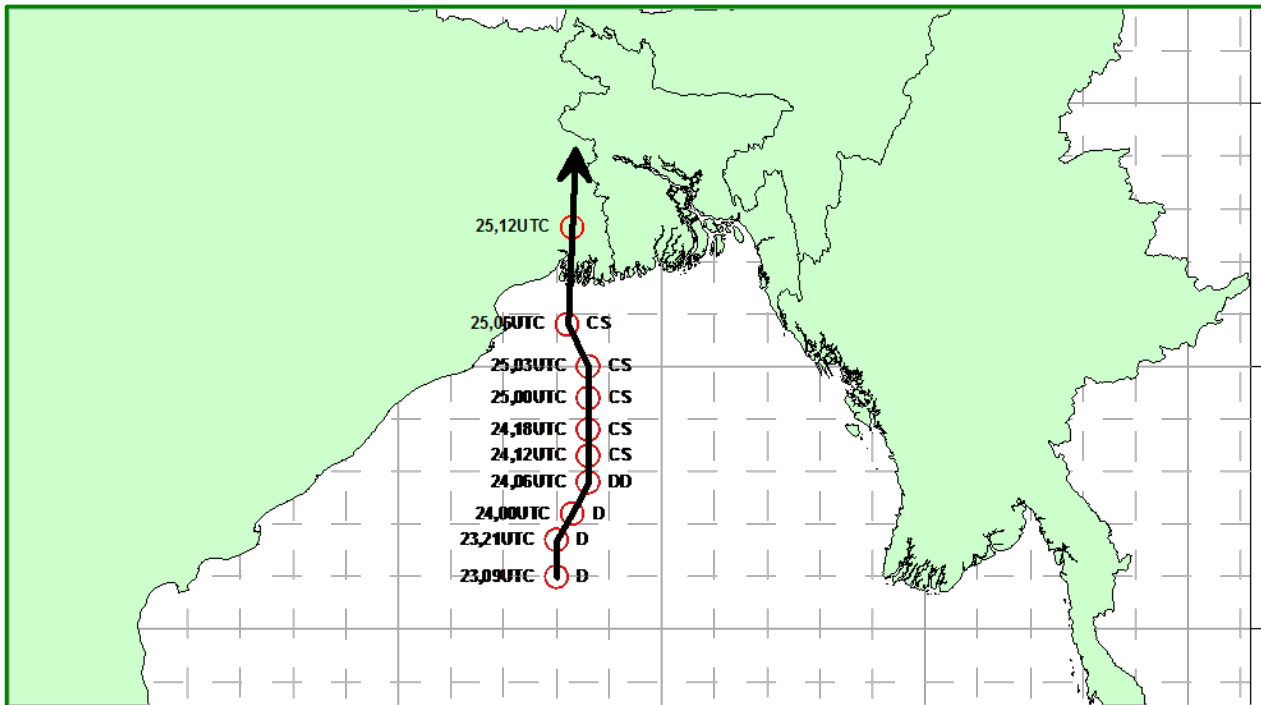 25,12UTC
25,06UTC CS
25,03UTC CS
25,00UTC CS
24,18UTC CS
24,12UTC CS
24,06UTC DD
24,00UTC D
23,21UTC D
23,09UTC D